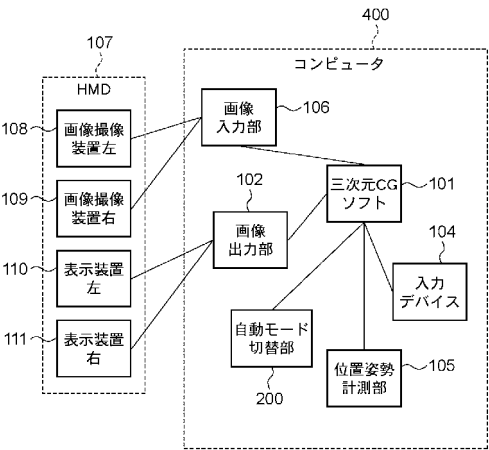 400
コンピュータ
107
HMD
108
画像撮像
装置左
109
画像撮像
装置右
110
表示装置
左
111
表示装置
右
画像
入力部
106
102
画像
出力部
三次元CG
ソフト
101
104
入力
デバイス
自動モード
切替部
200
位置姿勢
計測部
105